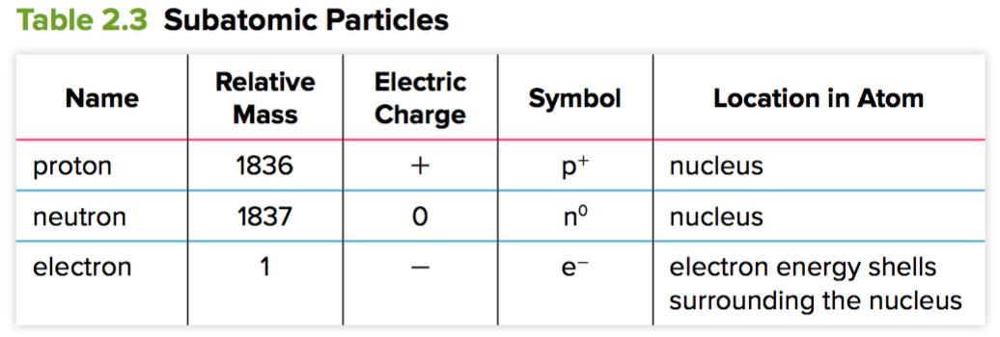 Table 2.3 Subatomic Particles
Name
Relative
Mass
Electric
Charge
Symbol
Location in Atom
proton 1836 + p⁺ nucleus
neutron 1837 0 n⁰ nucleus
electron 1 – e⁻ electron energy shells
surrounding the nucleus